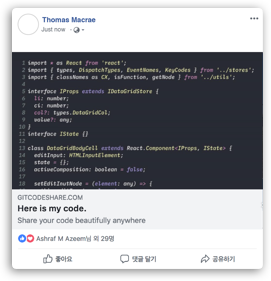 Thomas Macrae
Just now ·
1 import * as React from 'react';
2 import { types, DispatchTypes, EventNames, KeyCodes } from '../stores';
3 import { classNames as CX, isFunction, getNode } from '../utils';
4
5 interface IProps extends IDataGridStore {
6 li: number;
7 ci: number;
8 col?: types.DataGridCol;
9 value?: any;
10 }
11 interface IState {}
12
13 class DataGridBodyCell extends React.Component<IProps, IState> {
14 editInput: HTMLInputElement;
15 state = {};
16 activeComposition: boolean = false;
17
18 setEditInutNode = (element: any) => {
GITCODESHARE.COM
Here is my code.
Share your code beautifully anywhere
Ashraf M Azeem님 외 29명
좋아요 댓글 달기 공유하기